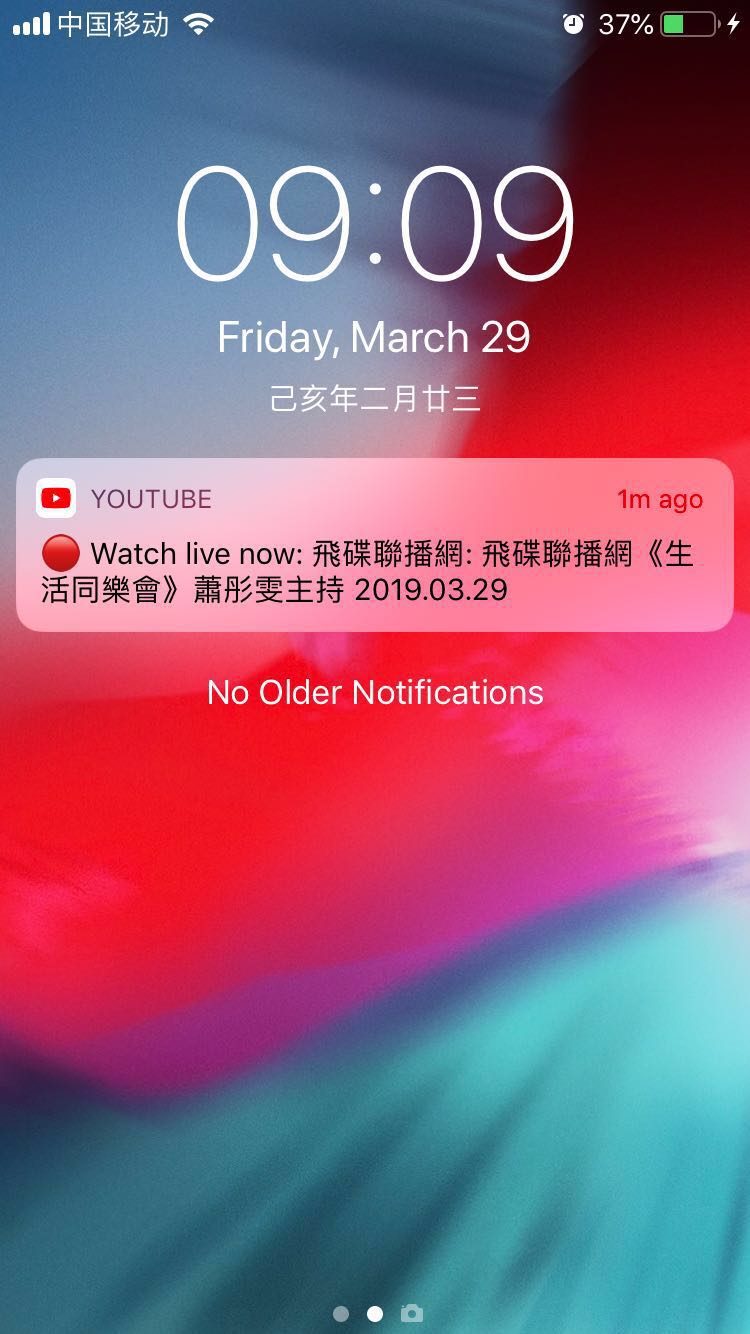 中国移动 37%
09:09
Friday, March 29
己亥年二月廿三
YOUTUBE 1m ago
🔴 Watch live now: 飛碟聯播網: 飛碟聯播網《生
活同樂會》蕭彤雯主持 2019.03.29
No Older Notifications